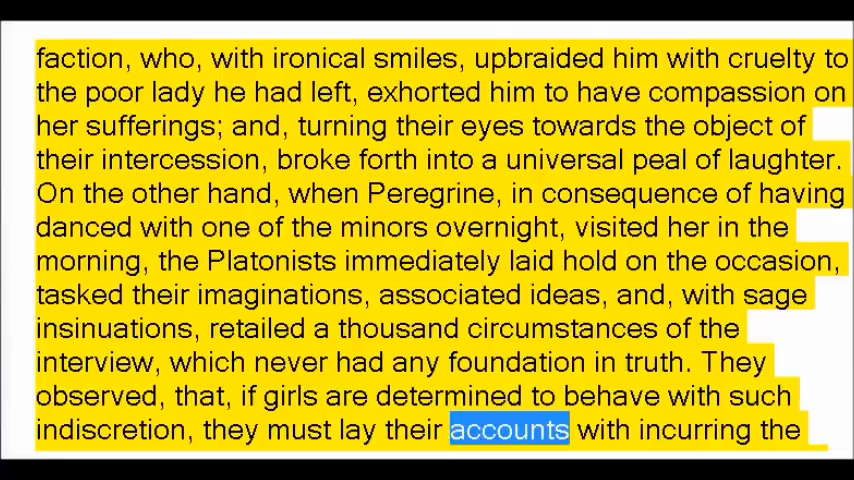 faction, who, with ironical smiles, upbraided him with cruelty to
the poor lady he had left, exhorted him to have compassion on
her sufferings; and, turning their eyes towards the object of
their intercession, broke forth into a universal peal of laughter.
On the other hand, when Peregrine, in consequence of having
danced with one of the minors overnight, visited her in the
morning, the Platonists immediately laid hold on the occasion,
tasked their imaginations, associated ideas, and, with sage
insinuations, retailed a thousand circumstances of the
interview, which never had any foundation in truth. They
observed, that, if girls are determined to behave with such
indiscretion, they must lay their accounts with incurring the